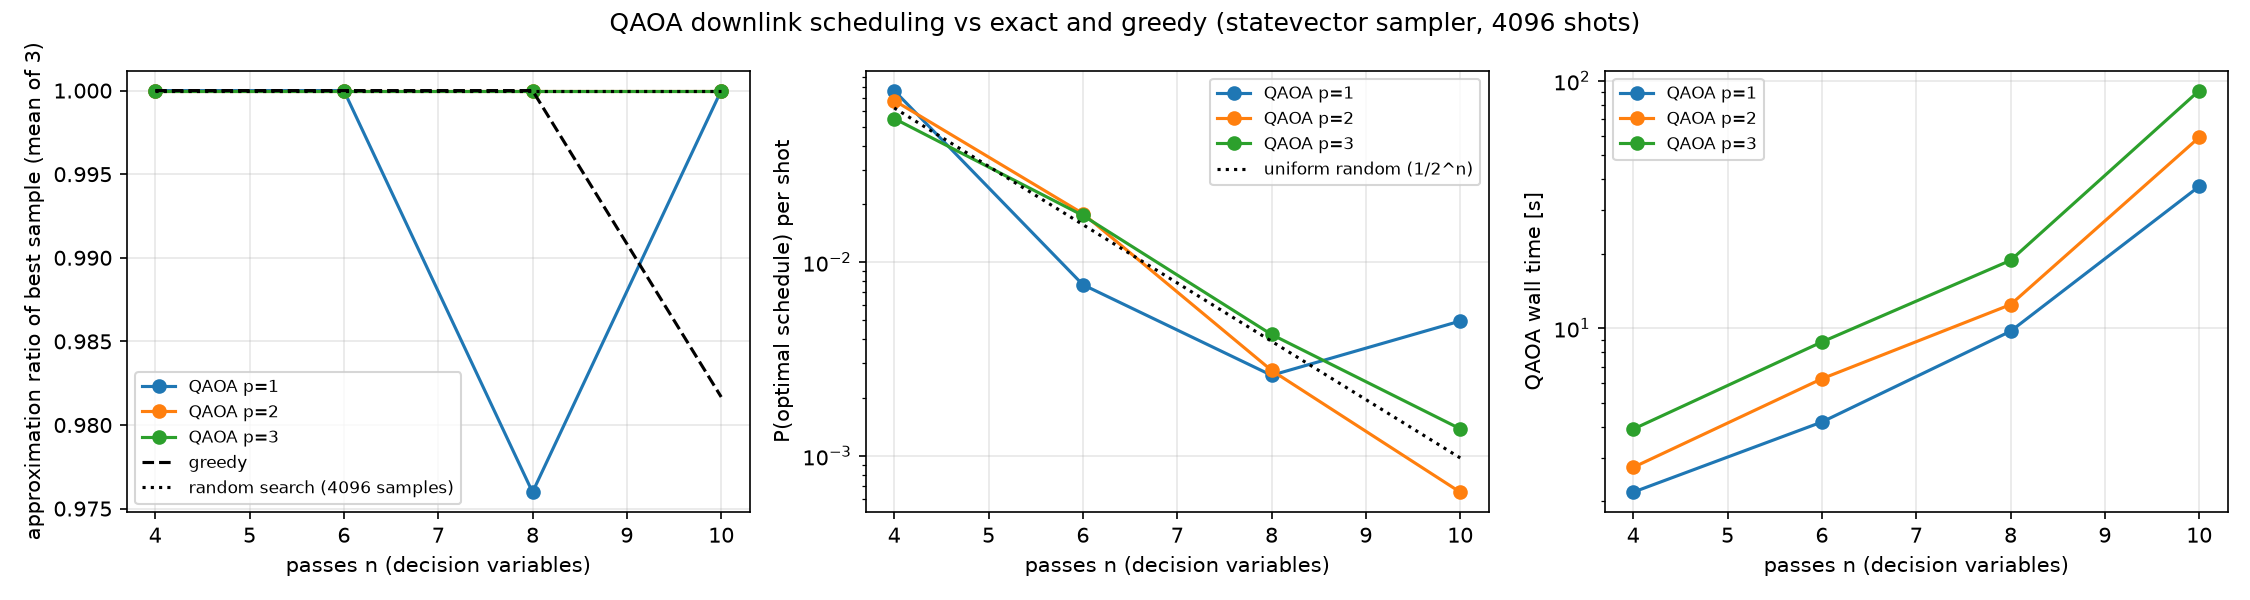 QAOA downlink scheduling vs exact and greedy (statevector sampler, 4096 shots)
approximation ratio of best sample (mean of 3)
1.000
0.995
0.990
0.985
0.980
0.975
QAOA p=1
QAOA p=2
QAOA p=3
greedy
random search (4096 samples)
4 5 6 7 8 9 10
passes n (decision variables)
P(optimal schedule) per shot
10⁻²
10⁻³
QAOA p=1
QAOA p=2
QAOA p=3
uniform random (1/2^n)
4 5 6 7 8 9 10
passes n (decision variables)
QAOA wall time [s]
10²
10¹
QAOA p=1
QAOA p=2
QAOA p=3
4 5 6 7 8 9 10
passes n (decision variables)